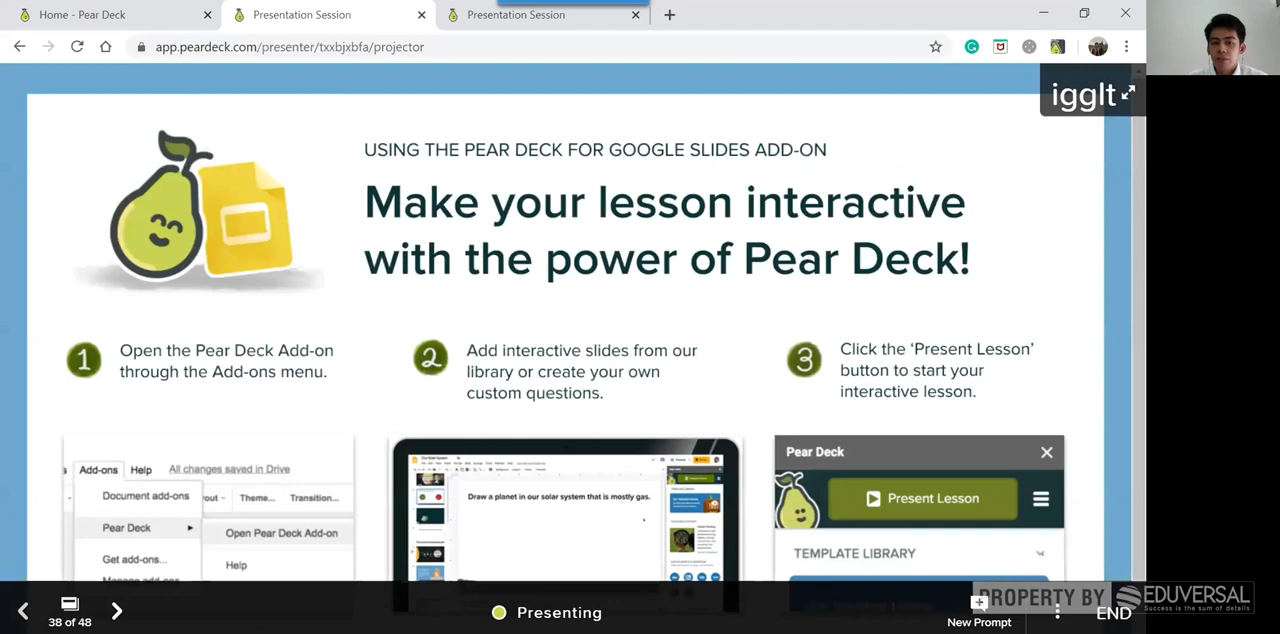 Home - Pear Deck
Presentation Session
Presentation Session
app.peardeck.com/presenter/txxbjxbfa/projector
igglt
USING THE PEAR DECK FOR GOOGLE SLIDES ADD-ON
Make your lesson interactive
with the power of Pear Deck!
1
Open the Pear Deck Add-on
through the Add-ons menu.
2
Add interactive slides from our
library or create your own
custom questions.
3
Click the ‘Present Lesson’
button to start your
interactive lesson.
Add-ons Help All changes saved in Drive
Document add-ons
Theme... Transition...
Pear Deck
Open Pear Deck Add-on
Get add-ons...
Help
Manage add-ons
Draw a planet in our solar system that is mostly gas.
Pear Deck
Present Lesson
TEMPLATE LIBRARY
38 of 48
Presenting
New Prompt
END
PROPERTY BY
EDUVERSAL
Success is the sum of details